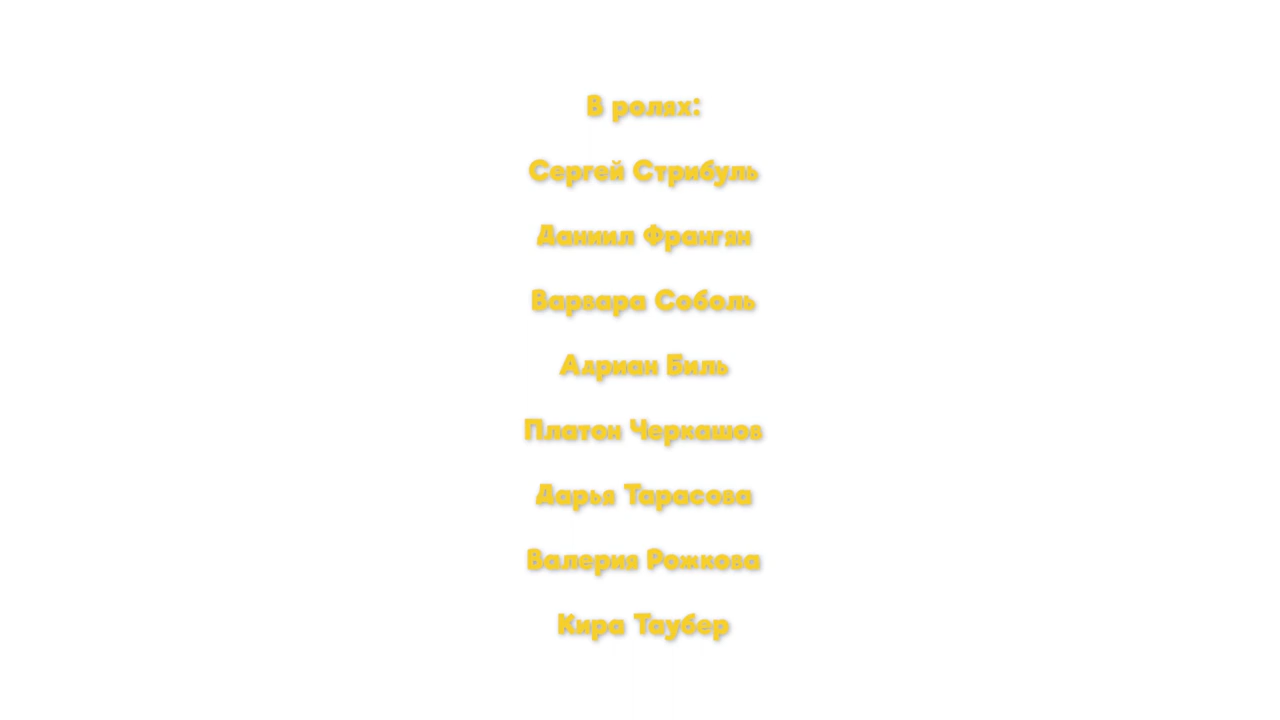 В ролях:
Сергей Стрибуль
Даниил Франгян
Варвара Соболь
Адриан Биль
Платон Черкашов
Дарья Тарасова
Валерия Рожкова
Кира Таубер